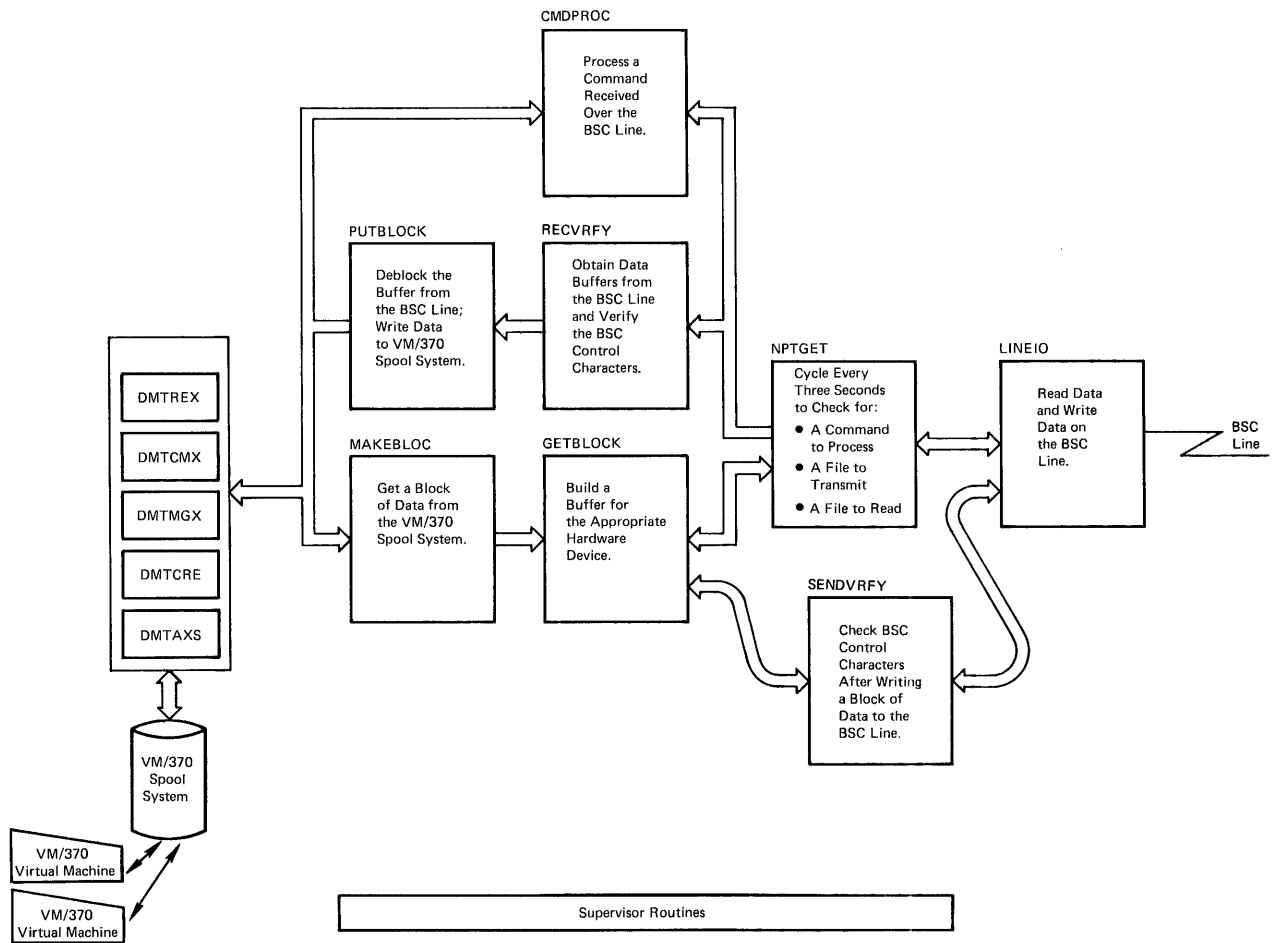 CMDPROC
Process a
Command
Received
Over the
BSC Line.
PUTBLOCK
Deblock the
Buffer from
the BSC Line;
Write Data
to VM/370
Spool System.
RECVRFY
Obtain Data
Buffers from
the BSC Line
and Verify
the BSC
Control
Characters.
NPTGET
Cycle Every
Three Seconds
to Check for:
• A Command
to Process
• A File to
Transmit
• A File to Read
LINEIO
Read Data
and Write
Data on
the BSC
Line.
BSC
Line
DMTREX
DMTCMX
DMTMGX
DMTCRE
DMTAXS
MAKEBLOC
Get a Block
of Data from
the VM/370
Spool System.
GETBLOCK
Build a
Buffer for
the Appropriate
Hardware
Device.
SENDVRFY
Check BSC
Control
Characters
After Writing
a Block of
Data to the
BSC Line.
VM/370
Spool
System
VM/370
Virtual Machine
VM/370
Virtual Machine
Supervisor Routines